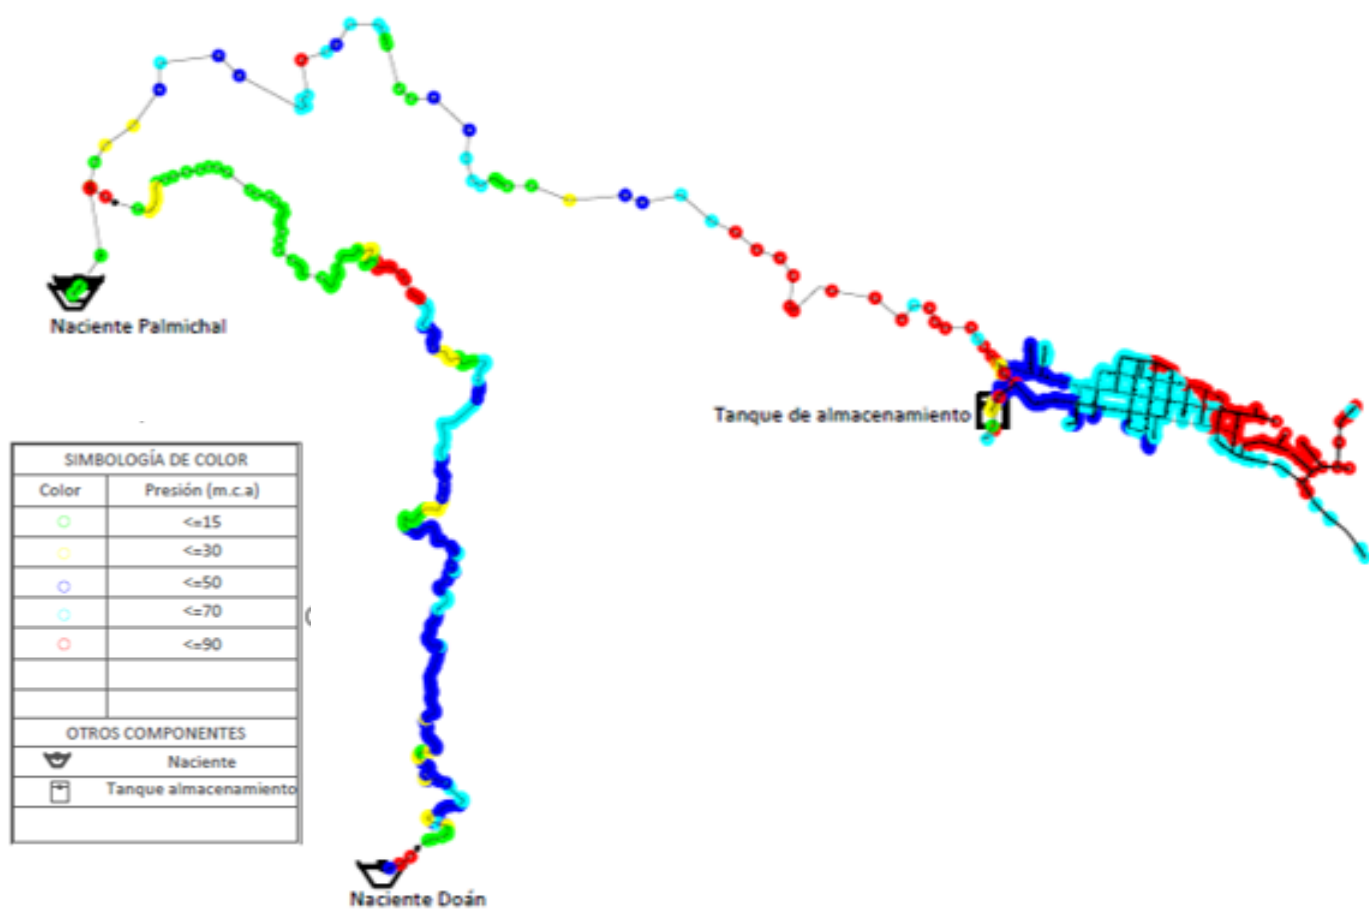 Naciente Palmichal
Tanque de almacenamiento
SIMBOLOGÍA DE COLOR
Color Presión (m.c.a)
<=15
<=30
<=50
<=70
<=90
OTROS COMPONENTES
Naciente
Tanque almacenamiento
Naciente Doán